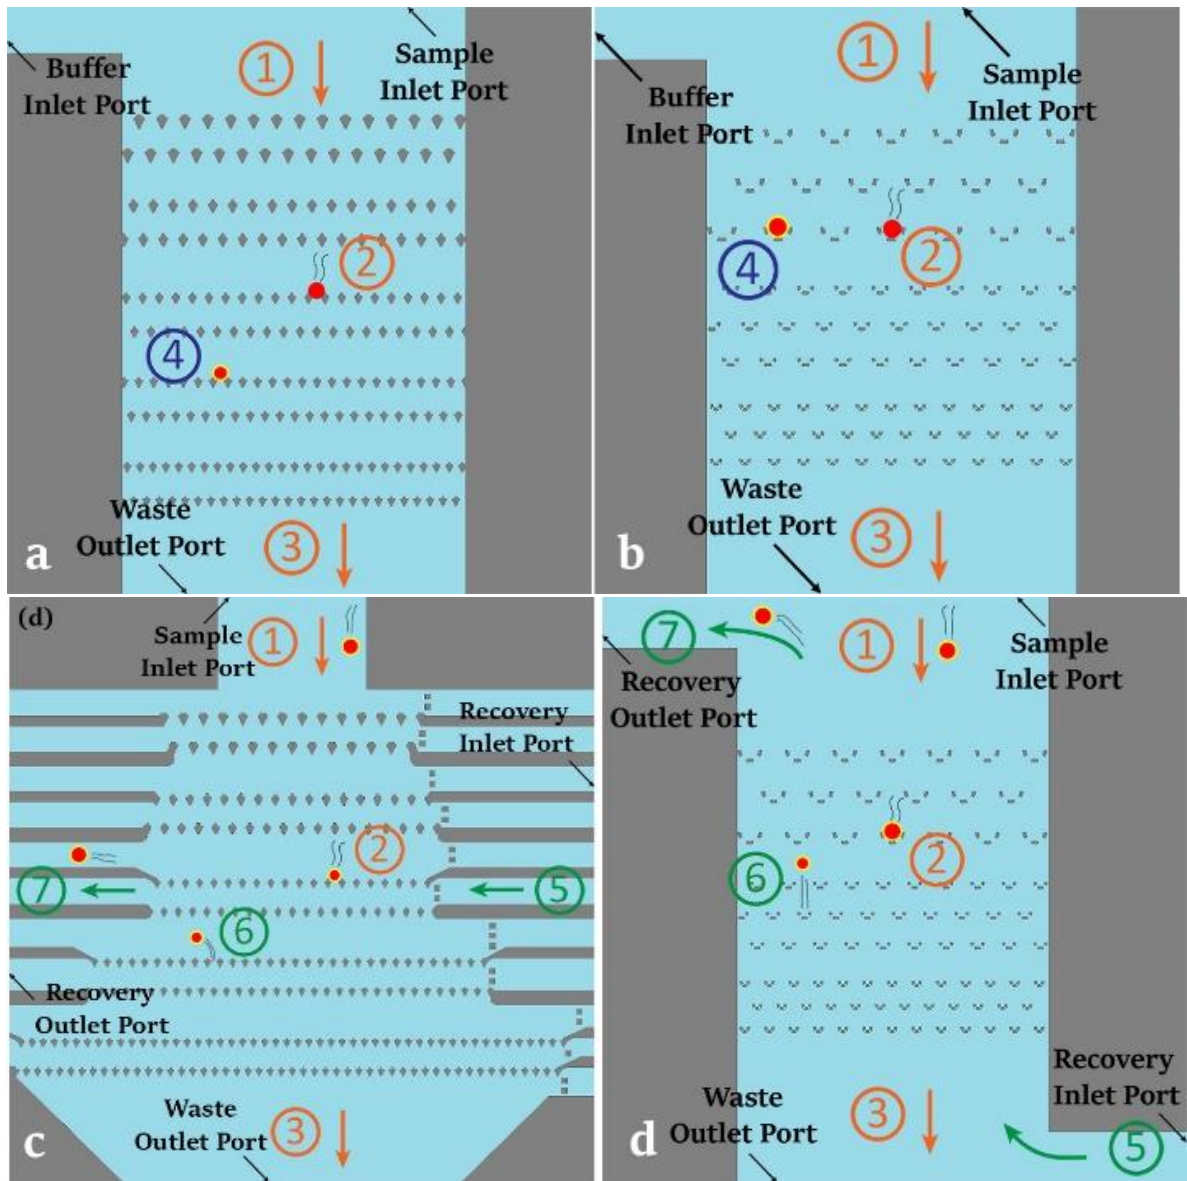 1
Sample
Inlet Port
Buffer
Inlet Port
2
4
Waste
Outlet Port
3
a
1
Sample
Inlet Port
Buffer
Inlet Port
2
4
Waste
Outlet Port
3
b
(d)
Sample
Inlet Port
1
Recovery
Inlet Port
2
7
5
6
Recovery
Outlet Port
Waste
Outlet Port
3
c
7
1
Sample
Inlet Port
Recovery
Outlet Port
2
6
Recovery
Inlet Port
Waste
Outlet Port
3
5
d